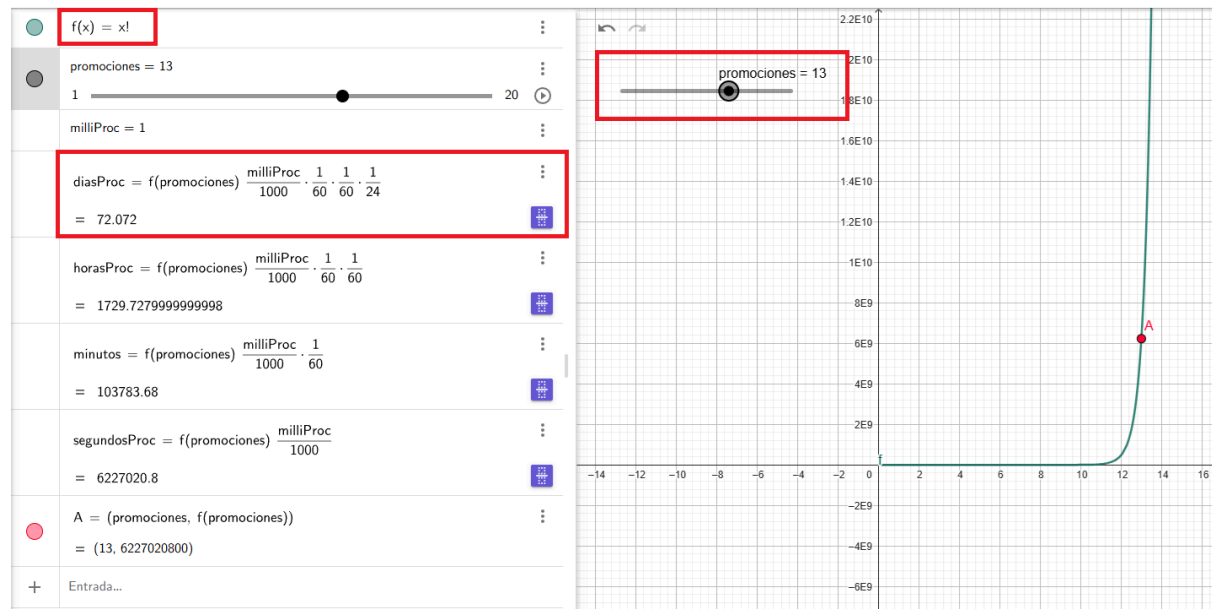 f(x) = x!
promociones = 13
1 20
milliProc = 1
diasProc = f(promociones) milliProc/1000 · 1/60 · 1/60 · 1/24
= 72.072
horasProc = f(promociones) milliProc/1000 · 1/60 · 1/60
= 1729.7279999999998
minutos = f(promociones) milliProc/1000 · 1/60
= 103783.68
segundosProc = f(promociones) milliProc/1000
= 6227020.8
A = (promociones, f(promociones))
= (13, 6227020800)
+ Entrada...
promociones = 13
2.2E10
2E10
1.8E10
1.6E10
1.4E10
1.2E10
1E10
8E9
6E9
4E9
2E9
A
f
−14 −12 −10 −8 −6 −4 −2 0 2 4 6 8 10 12 14 16
−2E9
−4E9
−6E9